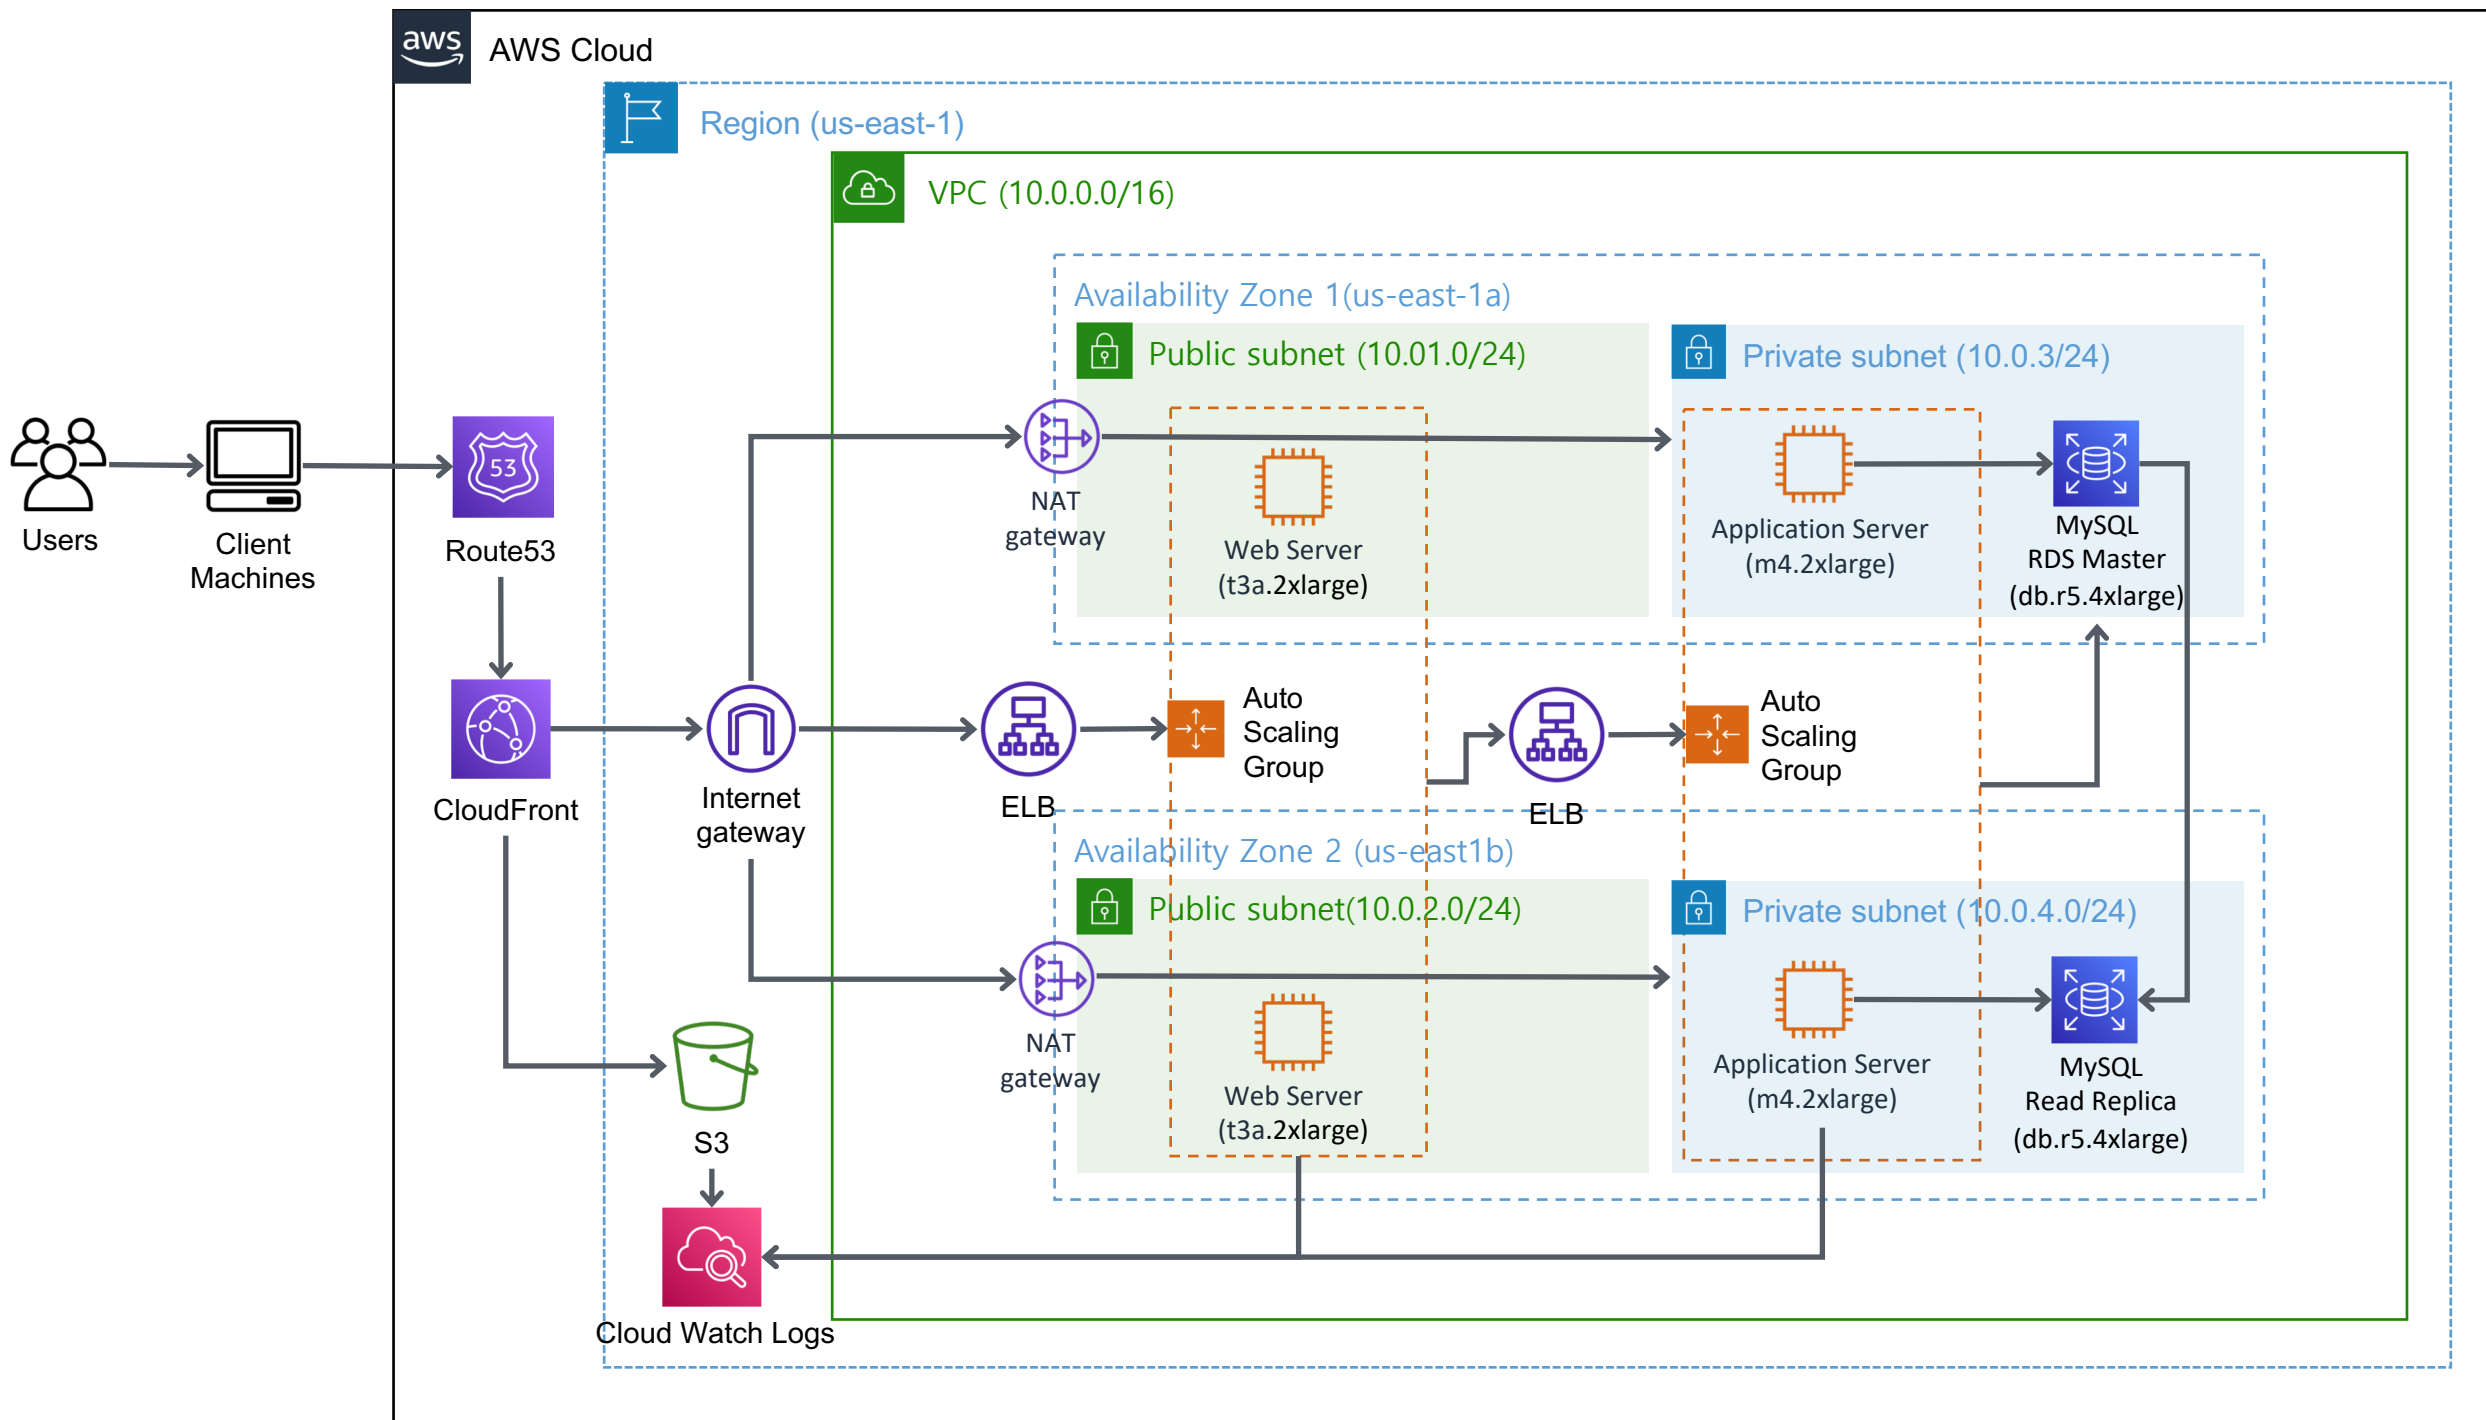 aws
AWS Cloud
Region (us-east-1)
VPC (10.0.0.0/16)
Availability Zone 1(us-east-1a)
Public subnet (10.01.0/24)
Private subnet (10.0.3/24)
Users
Client
Machines
53
Route53
NAT
gateway
Web Server
(t3a.2xlarge)
Application Server
(m4.2xlarge)
MySQL
RDS Master
(db.r5.4xlarge)
CloudFront
Internet
gateway
ELB
Auto
Scaling
Group
ELB
Auto
Scaling
Group
Availability Zone 2 (us-east1b)
Public subnet(10.0.2.0/24)
Private subnet (10.0.4.0/24)
NAT
gateway
Web Server
(t3a.2xlarge)
Application Server
(m4.2xlarge)
MySQL
Read Replica
(db.r5.4xlarge)
S3
Cloud Watch Logs